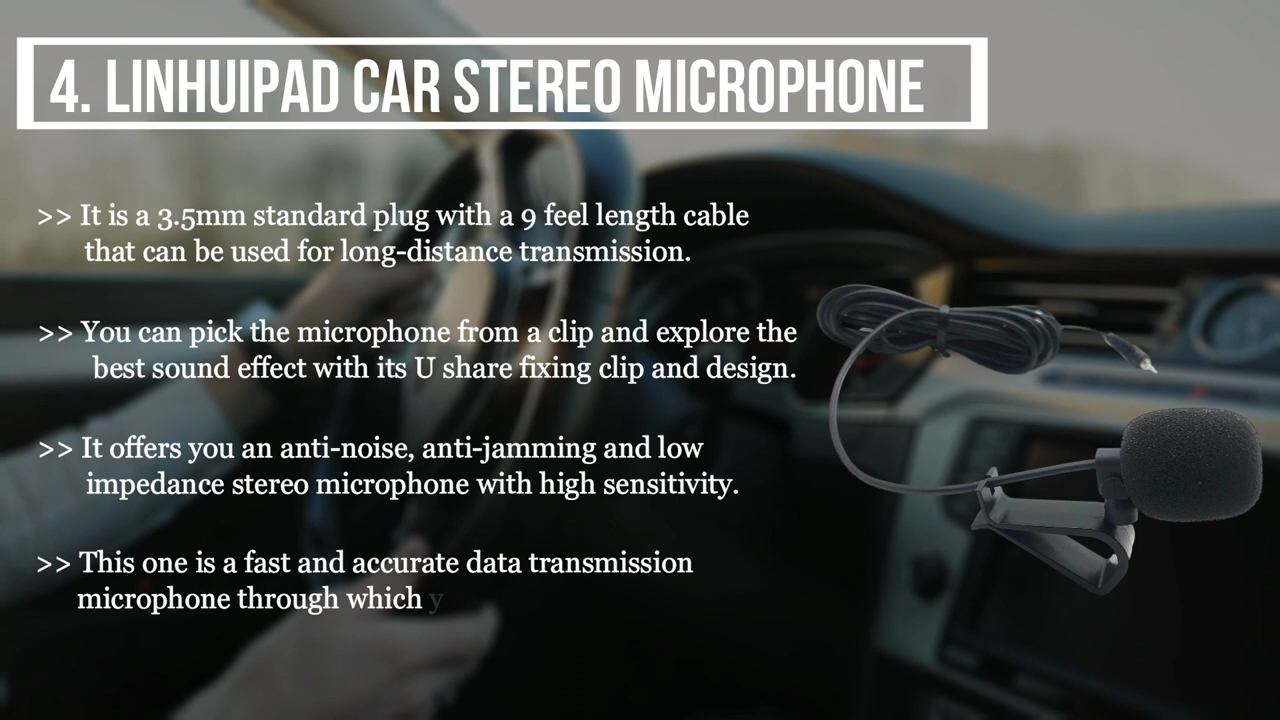 4. LINHUIPAD CAR STEREO MICROPHONE
>> It is a 3.5mm standard plug with a 9 feel length cable
that can be used for long-distance transmission.
>> You can pick the microphone from a clip and explore the
best sound effect with its U share fixing clip and design.
>> It offers you an anti-noise, anti-jamming and low
impedance stereo microphone with high sensitivity.
>> This one is a fast and accurate data transmission
microphone through which y